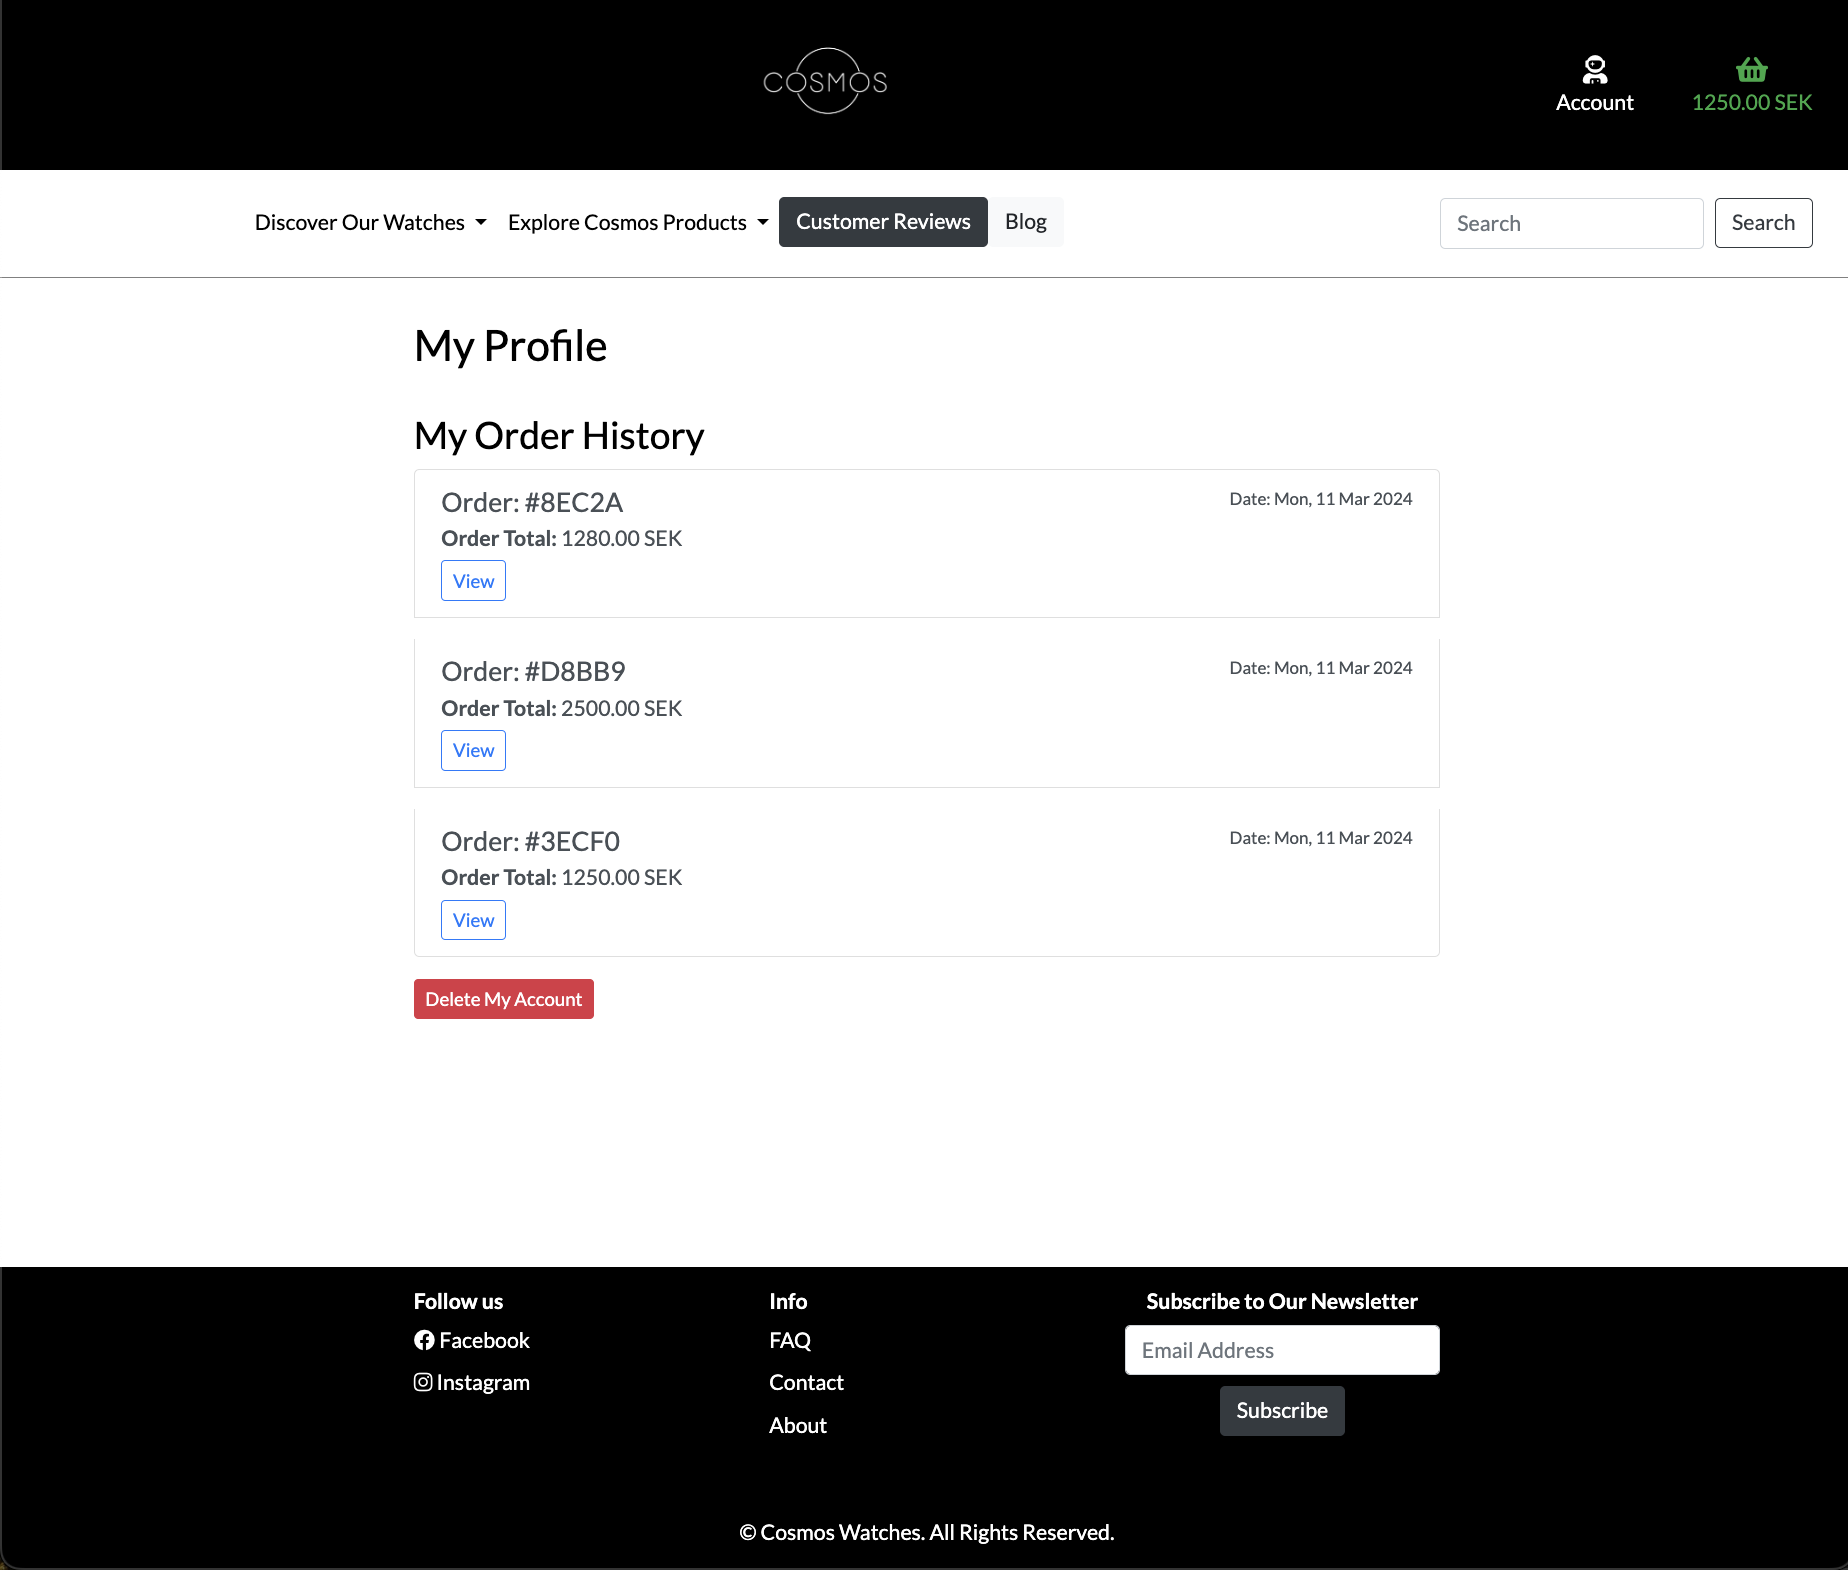 COSMOS
Account
1250.00 SEK
Discover Our Watches
Explore Cosmos Products
Customer Reviews
Blog
Search
Search
My Profile
My Order History
Order: #8EC2A
Date: Mon, 11 Mar 2024
Order Total: 1280.00 SEK
View
Order: #D8BB9
Date: Mon, 11 Mar 2024
Order Total: 2500.00 SEK
View
Order: #3ECF0
Date: Mon, 11 Mar 2024
Order Total: 1250.00 SEK
View
Delete My Account
Follow us
Facebook
Instagram
Info
FAQ
Contact
About
Subscribe to Our Newsletter
Email Address
Subscribe
© Cosmos Watches. All Rights Reserved.